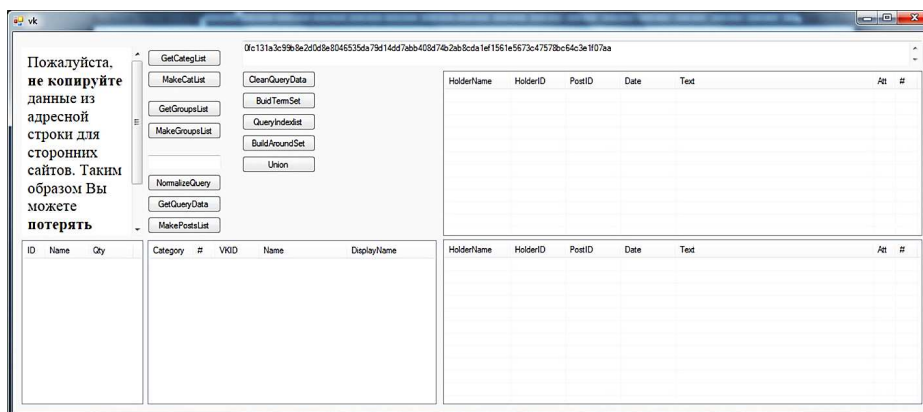 vk
Пожалуйста,
не копируйте
данные из
адресной
строки для
сторонних
сайтов. Таким
образом Вы
можете
потерять
GetCategList
MakeCatList
GetGroupsList
MakeGroupsList
NormalizeQuery
GetQueryData
MakePostsList
0fc131a3c99b8e2d0d8e8046535da79d14dd7abb408d74b2ab8cda1ef1561e5673c47578bc64c3e1f07aa
CleanQueryData
BuidTermSet
QueryIndexlist
BuildAroundSet
Union
HolderName HolderID PostID Date Text Att #
ID Name Qty
Category # VKID Name DisplayName
HolderName HolderID PostID Date Text Att #